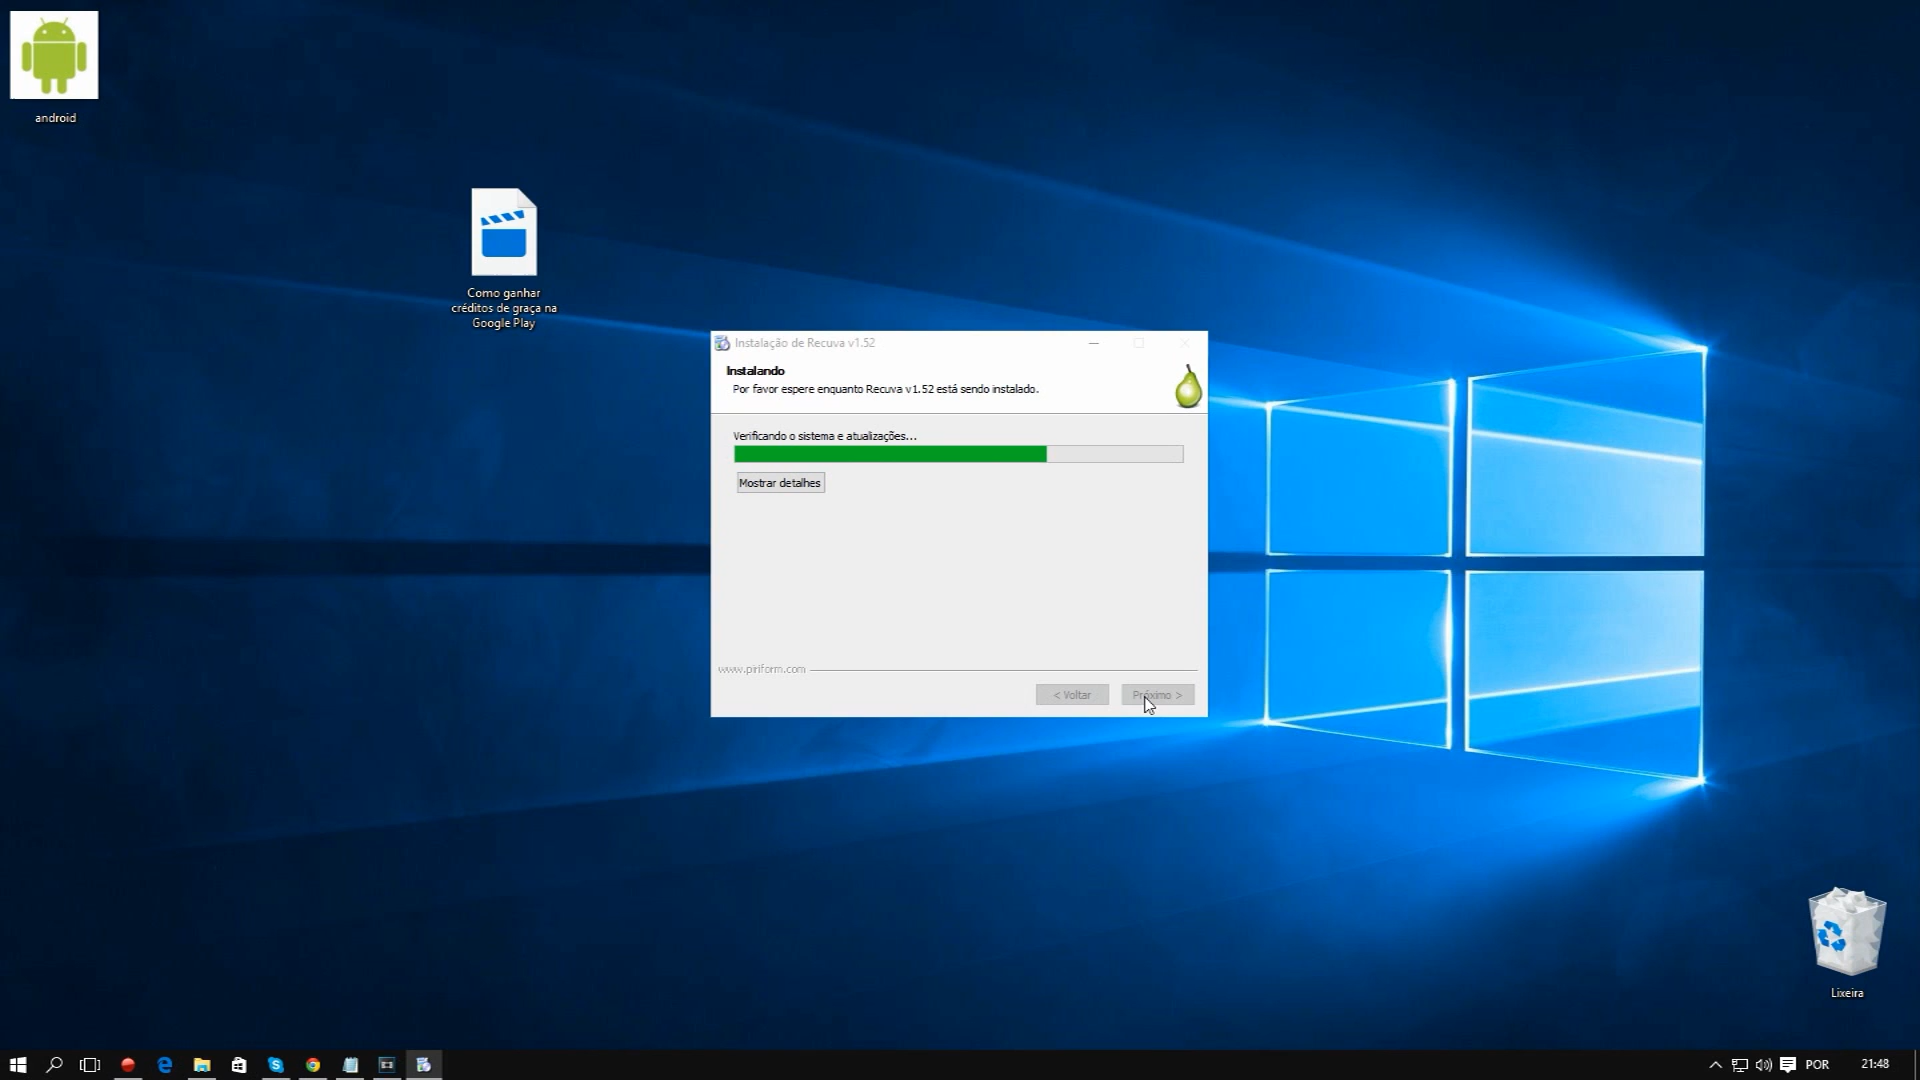 android
Como ganhar
créditos de graça na
Google Play
Instalação de Recuva v1.52
Instalando
Por favor espere enquanto Recuva v1.52 está sendo instalado.
Verificando o sistema e atualizações...
Mostrar detalhes
www.piriform.com
< Voltar
Próximo >
Lixeira
POR
21:48